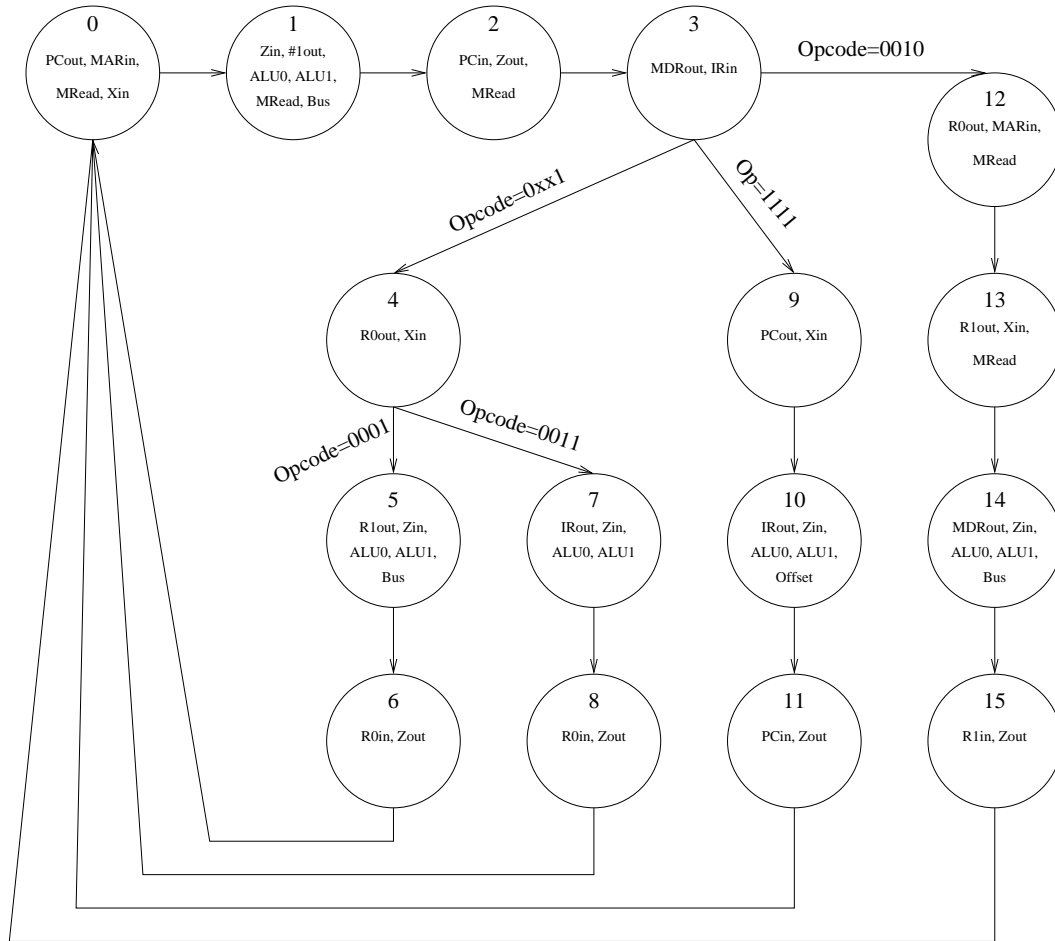 0
PCout, MARin,
MRead, Xin
1
Zin, #1out,
ALU0, ALU1,
MRead, Bus
2
PCin, Zout,
MRead
3
MDRout, IRin
Opcode=0010
12
R0out, MARin,
MRead
Opcode=0xx1
Op=1111
4
R0out, Xin
9
PCout, Xin
13
R1out, Xin,
MRead
Opcode=0001
Opcode=0011
5
R1out, Zin,
ALU0, ALU1,
Bus
7
IRout, Zin,
ALU0, ALU1
10
IRout, Zin,
ALU0, ALU1,
Offset
14
MDRout, Zin,
ALU0, ALU1,
Bus
6
R0in, Zout
8
R0in, Zout
11
PCin, Zout
15
R1in, Zout